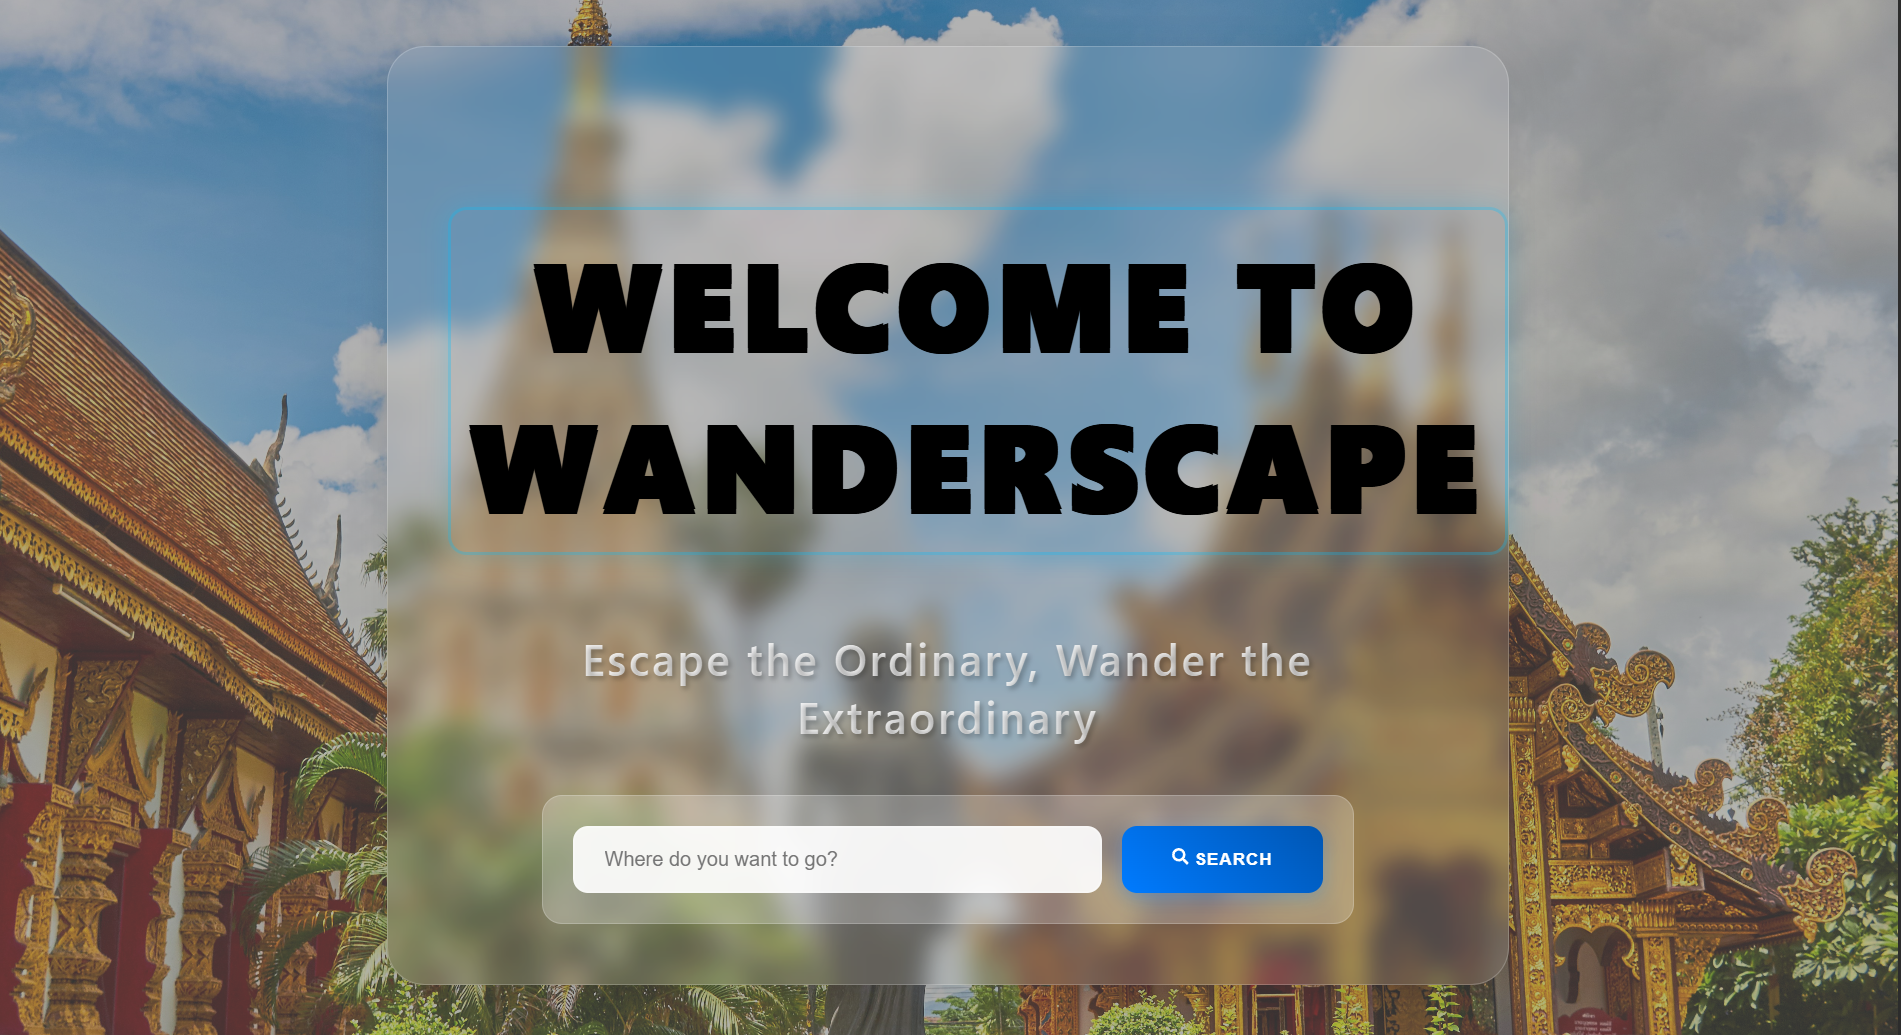 WELCOME TO
WANDERSCAPE
Escape the Ordinary, Wander the
Extraordinary
Where do you want to go?
SEARCH